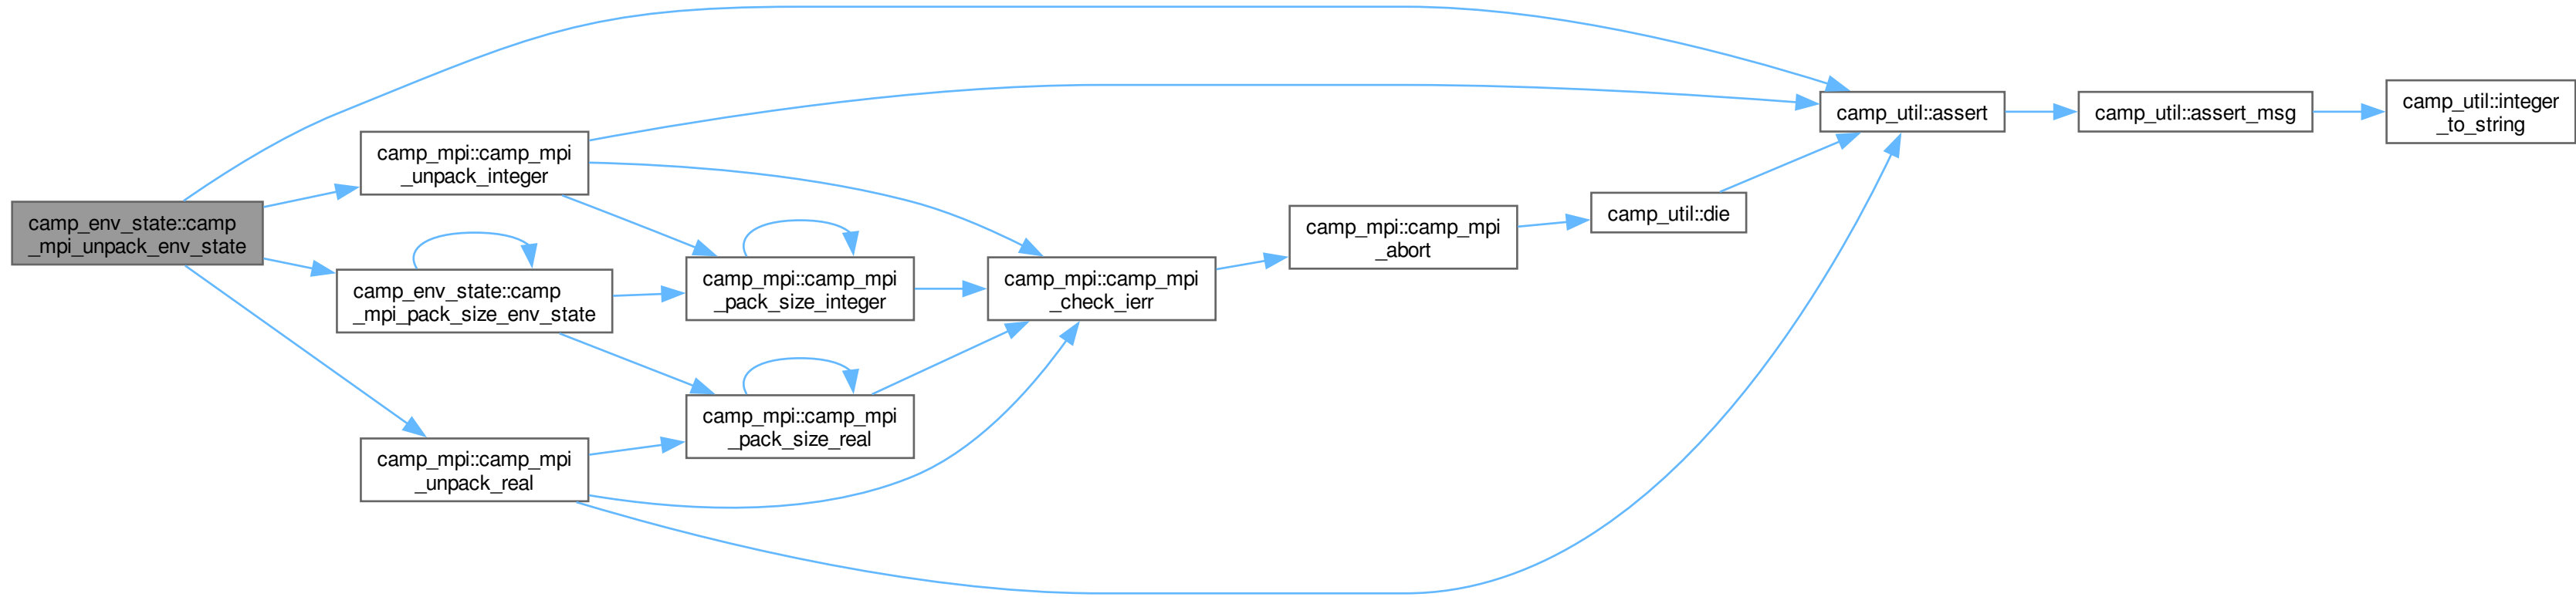 camp_env_state::camp
_mpi_unpack_env_state
camp_mpi::camp_mpi
_unpack_integer
camp_env_state::camp
_mpi_pack_size_env_state
camp_mpi::camp_mpi
_unpack_real
camp_mpi::camp_mpi
_pack_size_integer
camp_mpi::camp_mpi
_pack_size_real
camp_mpi::camp_mpi
_check_ierr
camp_mpi::camp_mpi
_abort
camp_util::die
camp_util::assert
camp_util::assert_msg
camp_util::integer
_to_string